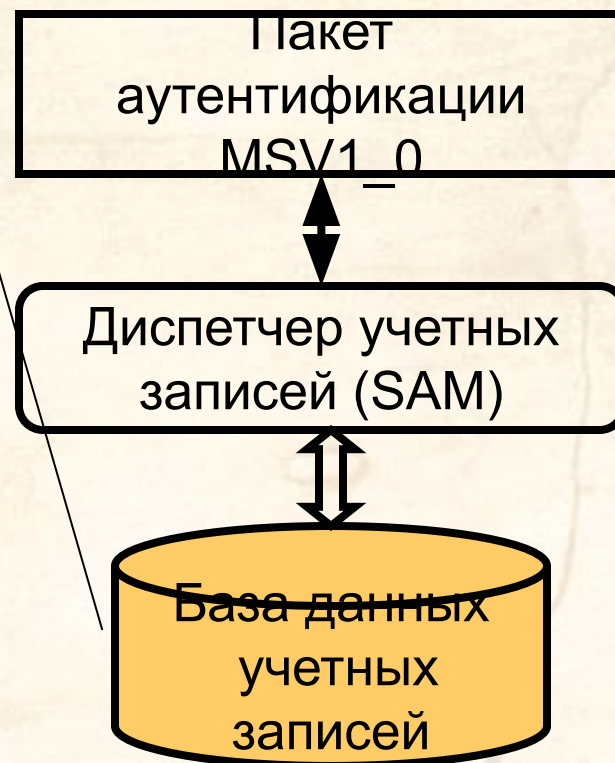 Пакет
аутентификации
MSV1_0
Диспетчер учетных
записей (SAM)
База данных
учетных
записей